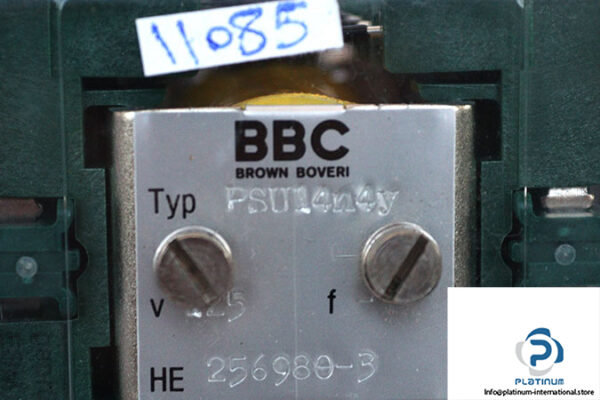 11085
BBC
BROWN BOVERI
Typ PSU14n4y
v 125 f
HE 256980-3
PLATINUM
Info@platinum-international.store